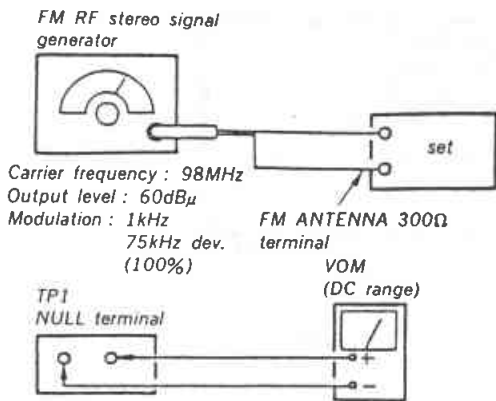 FM RF stereo signal
generator
set
Carrier frequency : 98MHz
Output level : 60dBμ
Modulation : 1kHz
75kHz dev.
(100%)
FM ANTENNA 300Ω
terminal
TP1
NULL terminal
VOM
(DC range)
+
−